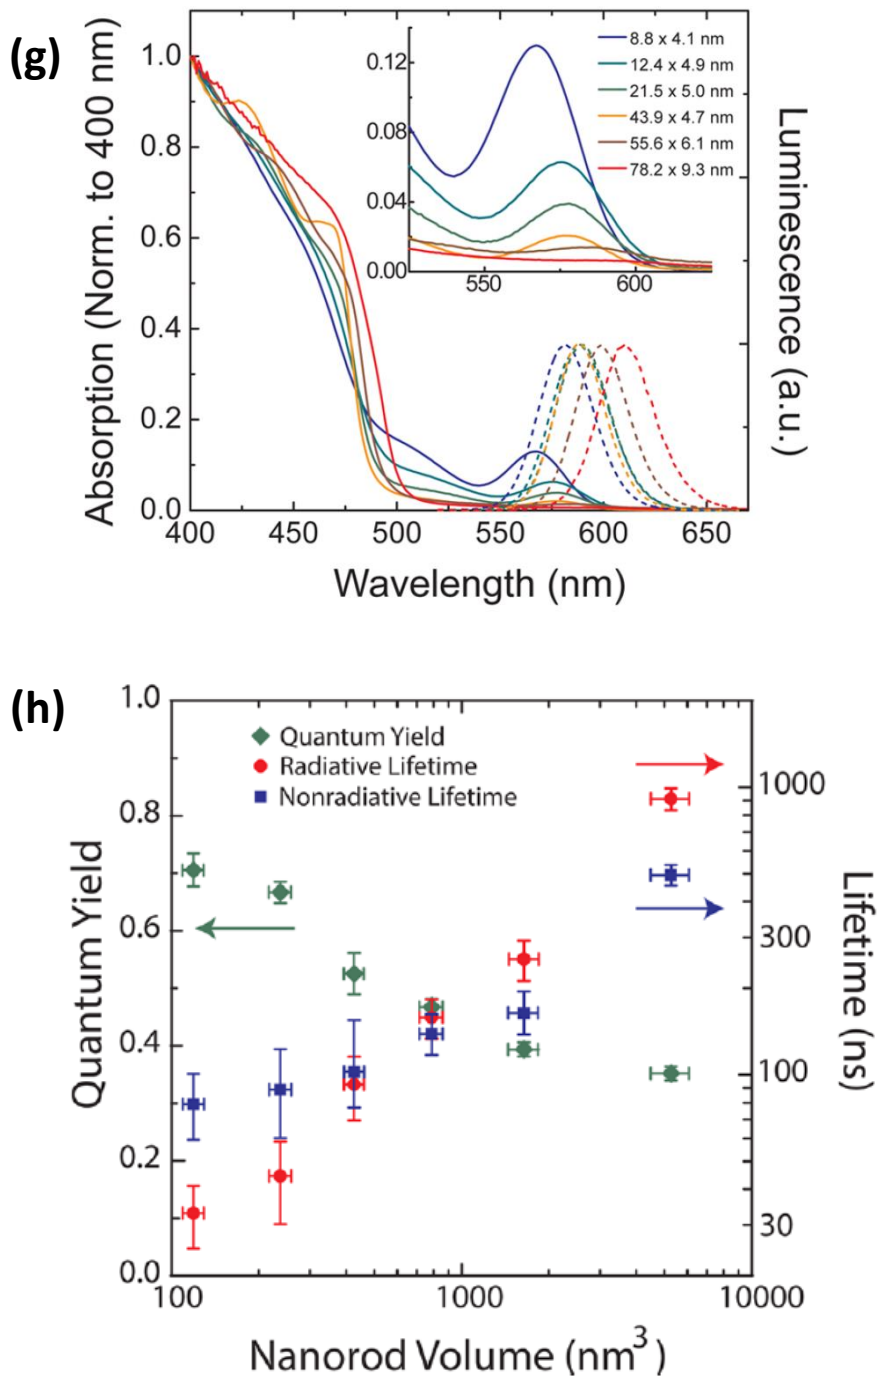 (g)
Absorption (Norm. to 400 nm)
1.0
0.8
0.6
0.4
0.2
0.0
0.12
0.08
0.04
0.00
550
600
8.8 x 4.1 nm
12.4 x 4.9 nm
21.5 x 5.0 nm
43.9 x 4.7 nm
55.6 x 6.1 nm
78.2 x 9.3 nm
Luminescence (a.u.)
400
450
500
550
600
650
Wavelength (nm)
(h)
Quantum Yield
1.0
0.8
0.6
0.4
0.2
0.0
Quantum Yield
Radiative Lifetime
Nonradiative Lifetime
1000
300
100
30
Lifetime (ns)
100
1000
10000
Nanorod Volume (nm³)